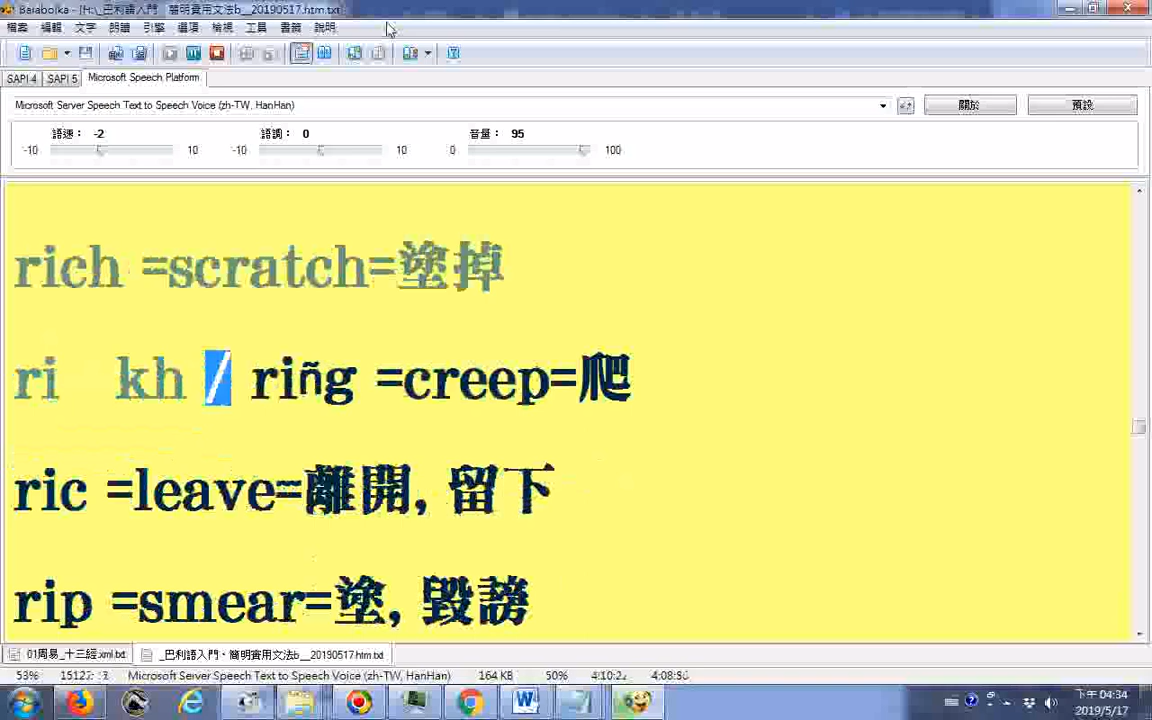 Balabolka - [H:\_巴利語入門‧簡明實用文法b__20190517.htm.txt]
檔案 編輯 文字 朗讀 引擎 選項 檢視 工具 書籤 說明
SAPI 4 SAPI 5 Microsoft Speech Platform
Microsoft Server Speech Text to Speech Voice (zh-TW, HanHan) 關於 預設
語速： -2 語調： 0 音量： 95
-10 10 -10 10 0 100
rich =scratch=塗掉
ri kh / riñg =creep=爬
ric =leave=離開, 留下
rip =smear=塗, 毀謗
01周易_十三經.xml.txt _巴利語入門‧簡明實用文法b__20190517.htm.txt
53% Microsoft Server Speech Text to Speech Voice (zh-TW, HanHan) 164 KB 50%
下午 04:34
2019/5/17